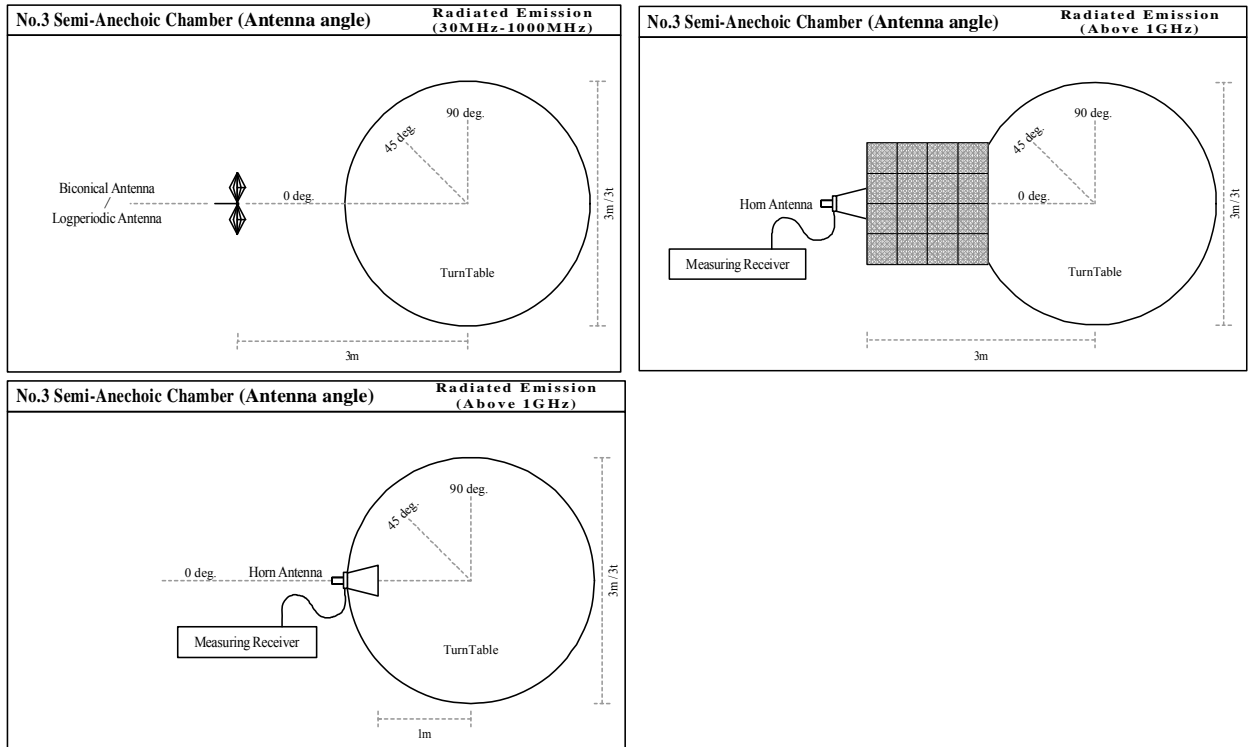 No.3 Semi-Anechoic Chamber (Antenna angle)
Radiated Emission
(30MHz-1000MHz)
90 deg.
45 deg.
Biconical Antenna
0 deg.
Logperiodic Antenna
3m / 3t
TurnTable
3m
No.3 Semi-Anechoic Chamber (Antenna angle)
Radiated Emission
(Above 1GHz)
90 deg.
45 deg.
0 deg.
Horn Antenna
3m / 3t
Measuring Receiver
TurnTable
3m
No.3 Semi-Anechoic Chamber (Antenna angle)
Radiated Emission
(Above 1GHz)
90 deg.
45 deg.
0 deg.
Horn Antenna
3m / 3t
Measuring Receiver
TurnTable
1m